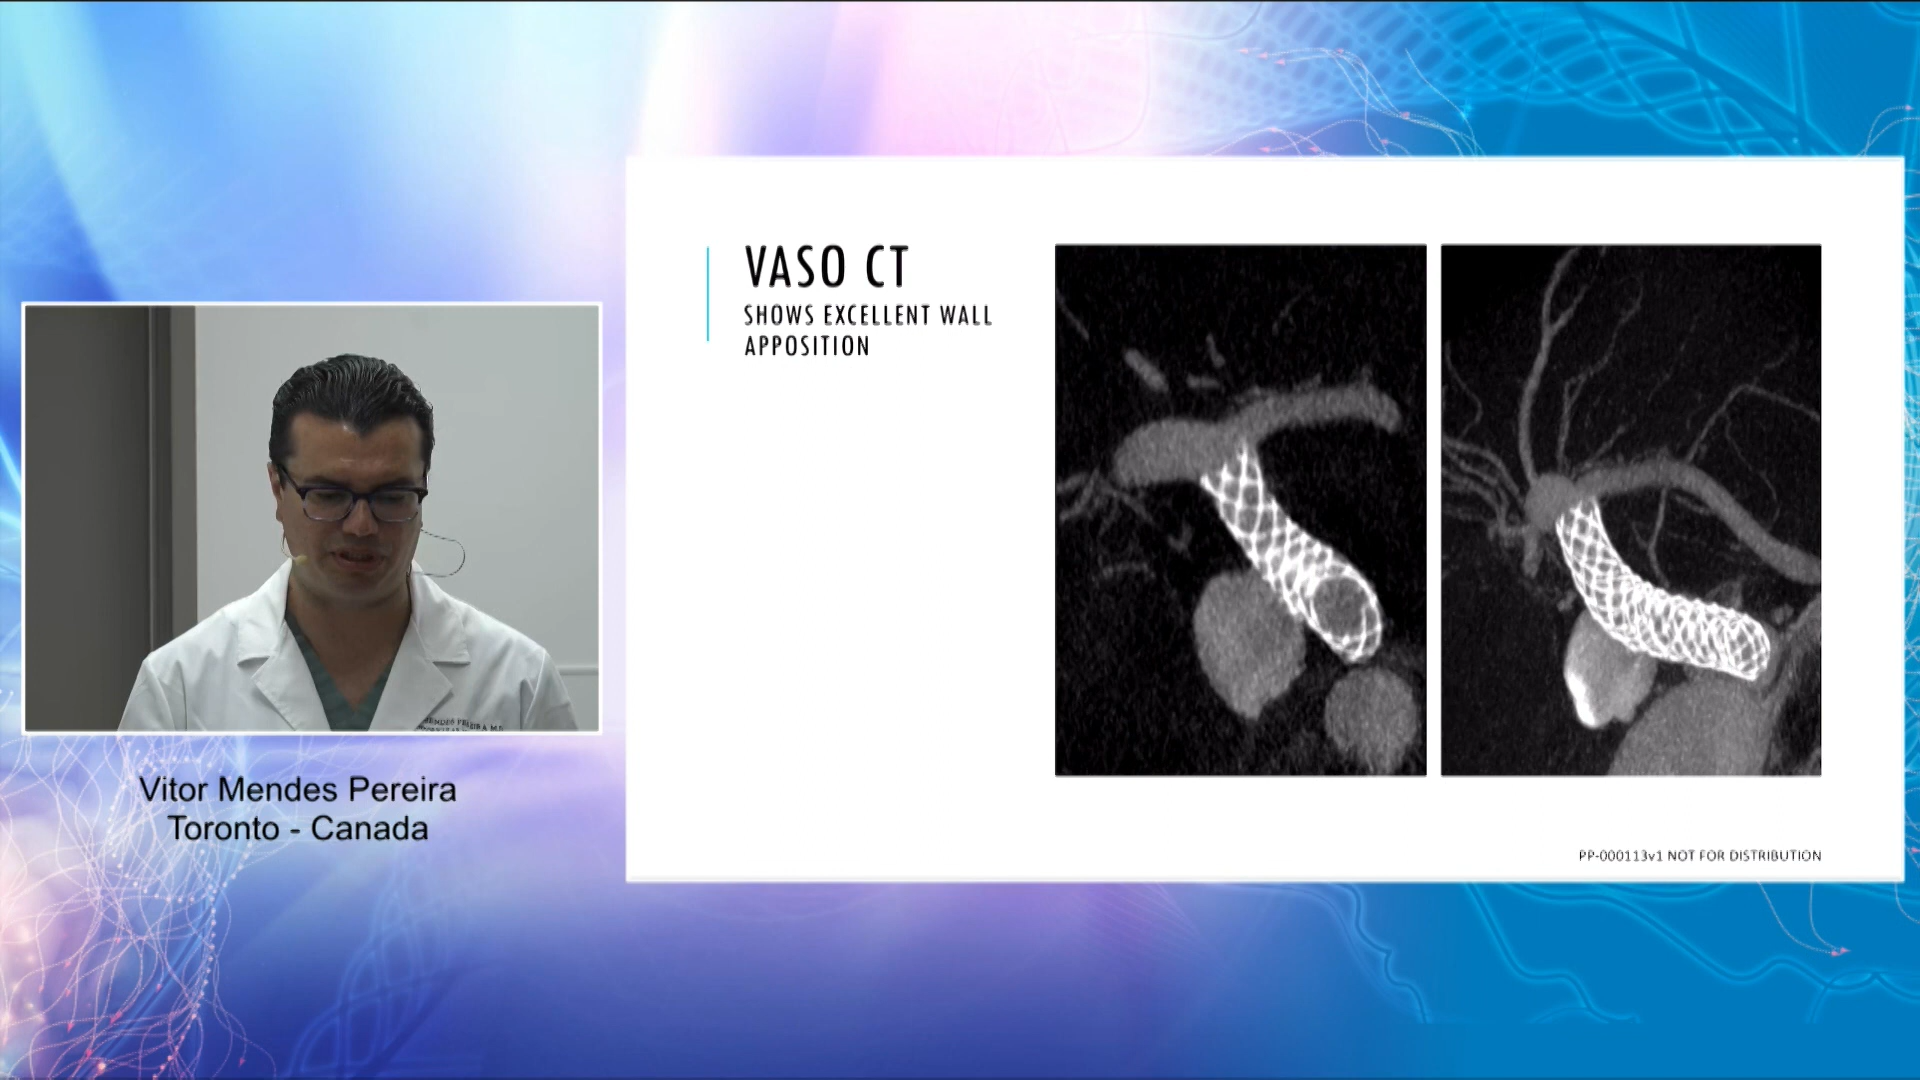 VASO CT
SHOWS EXCELLENT WALL
APPOSITION
Vitor Mendes Pereira
Toronto - Canada
PP-000113v1 NOT FOR DISTRIBUTION